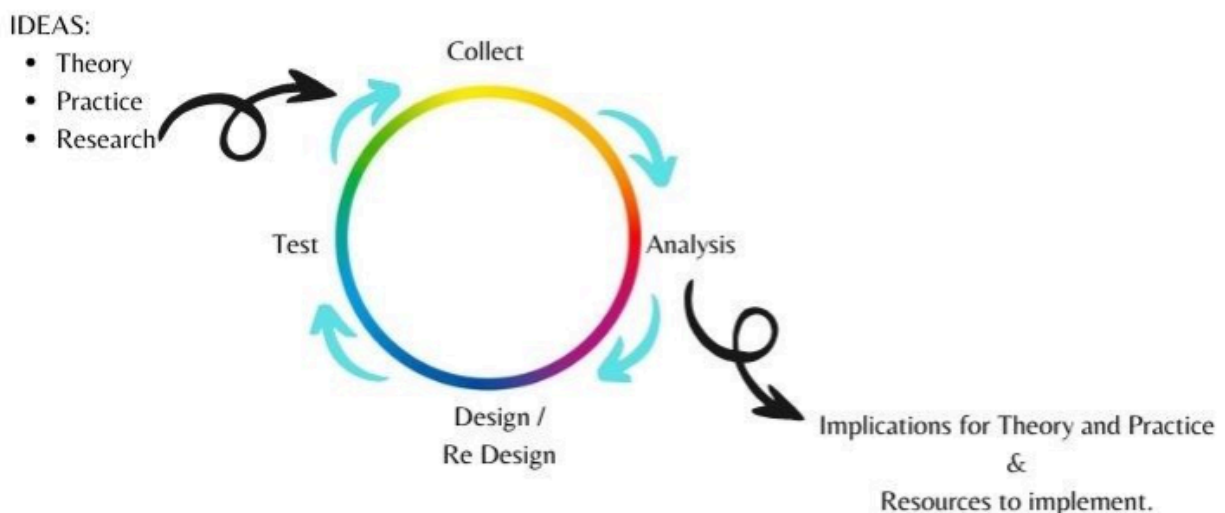 IDEAS:
• Theory
• Practice
• Research
Collect
Test
Analysis
Design /
Re Design
Implications for Theory and Practice
&
Resources to implement.